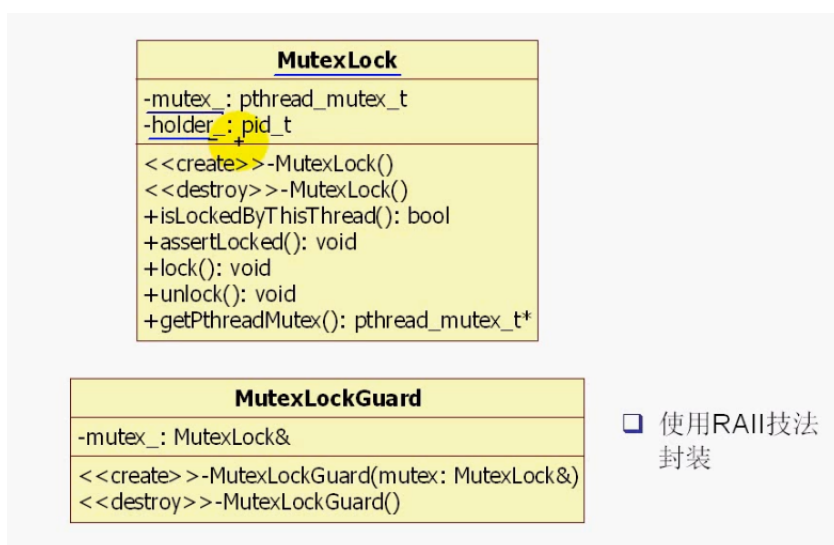 MutexLock
-mutex_: pthread_mutex_t
-holder_: pid_t
<<create>>-MutexLock()
<<destroy>>-MutexLock()
+isLockedByThisThread(): bool
+assertLocked(): void
+lock(): void
+unlock(): void
+getPthreadMutex(): pthread_mutex_t*
MutexLockGuard
-mutex_: MutexLock&
<<create>>-MutexLockGuard(mutex: MutexLock&)
<<destroy>>-MutexLockGuard()
使用RAII技法
封装